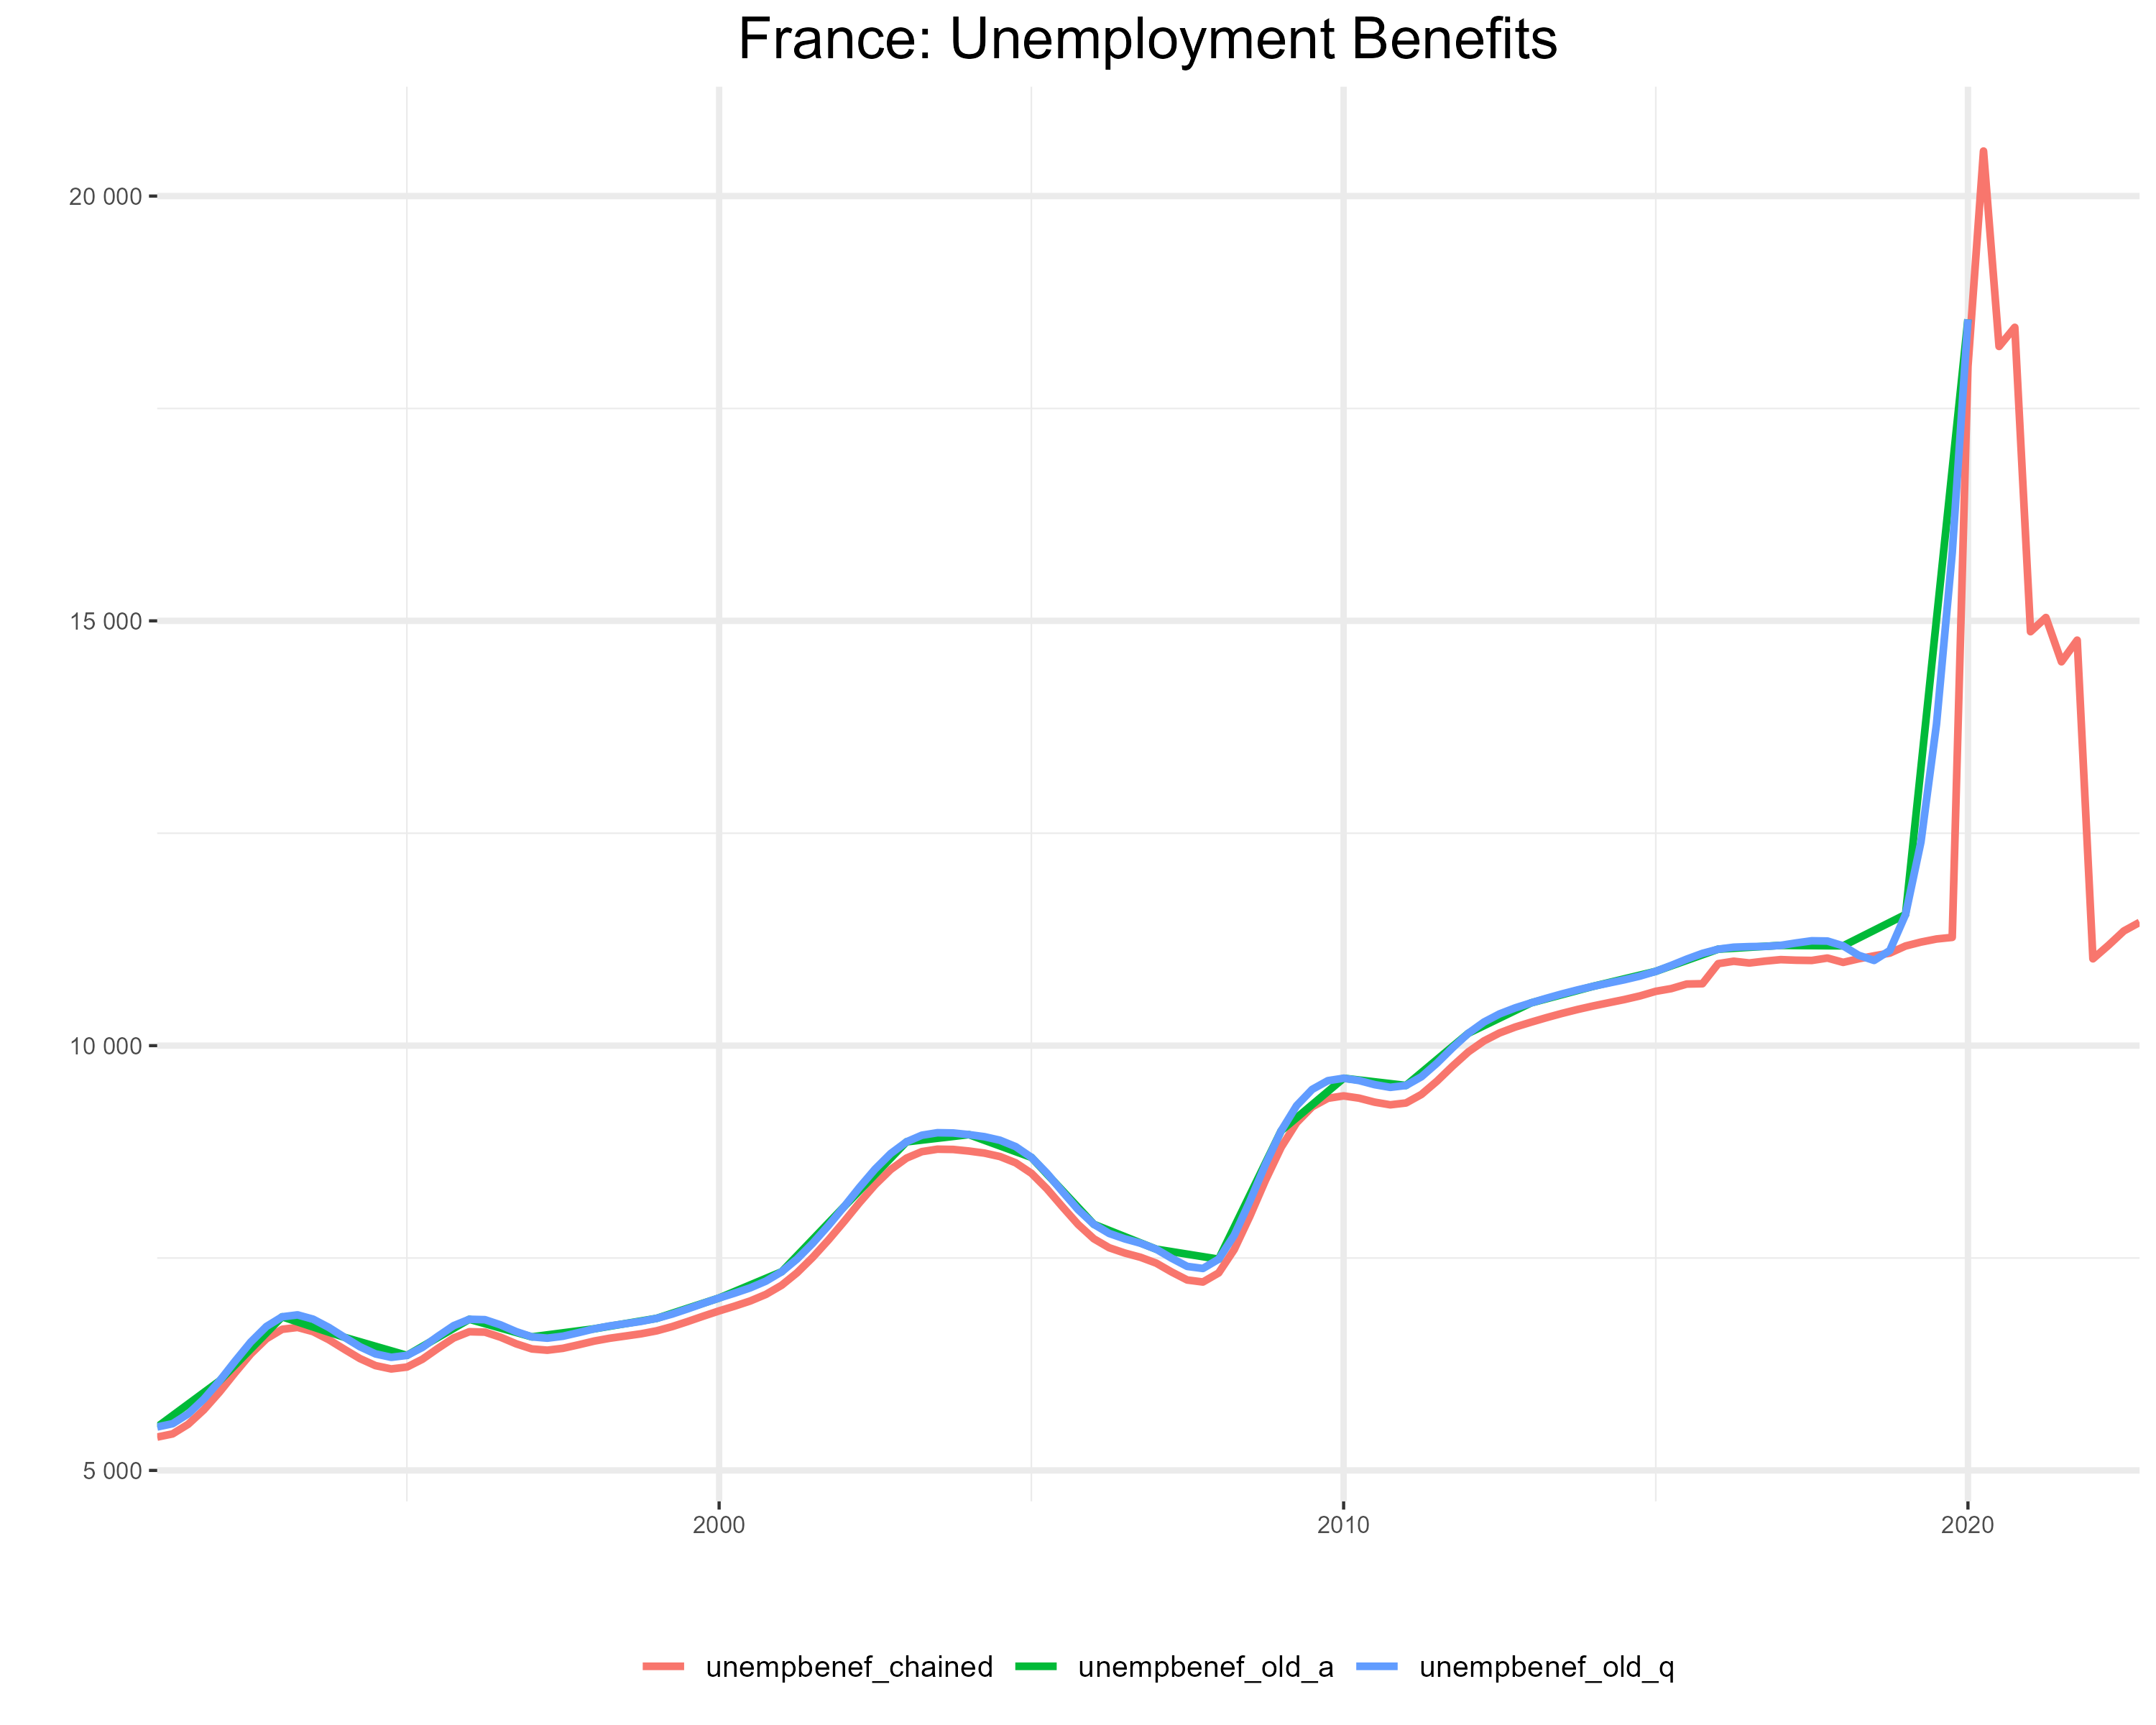 France: Unemployment Benefits
20 000
15 000
10 000
5 000
2000 2010 2020
unempbenef_chained unempbenef_old_a unempbenef_old_q